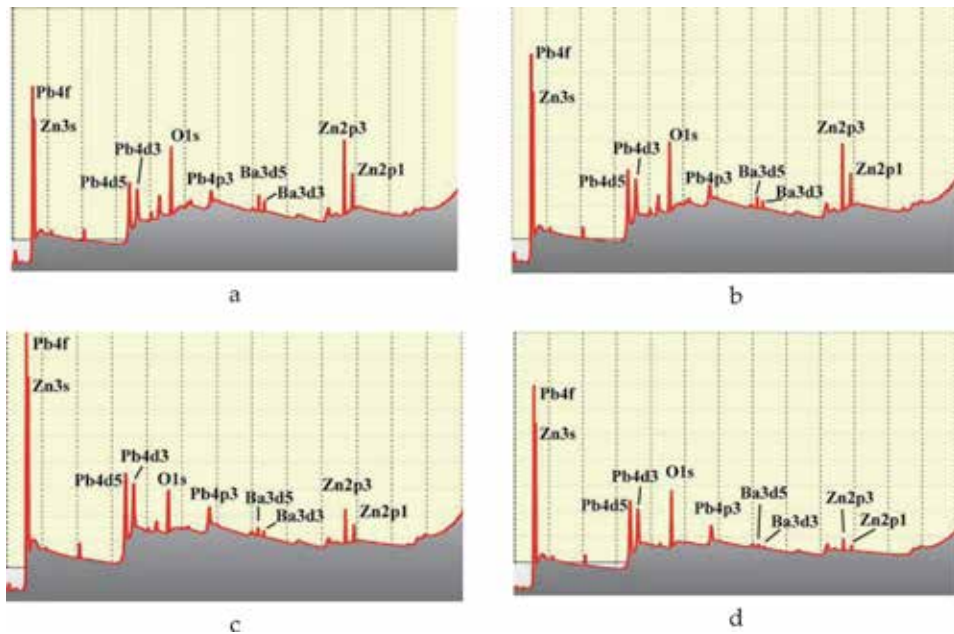 Pb4f
Zn3s
Pb4d5
Pb4d3
O1s
Pb4p3
Ba3d5
Ba3d3
Zn2p3
Zn2p1
a
Pb4f
Zn3s
Pb4d5
Pb4d3
O1s
Pb4p3
Ba3d5
Ba3d3
Zn2p3
Zn2p1
b
Pb4f
Zn3s
Pb4d5
Pb4d3
O1s
Pb4p3
Ba3d5
Ba3d3
Zn2p3
Zn2p1
c
Pb4f
Zn3s
Pb4d5
Pb4d3
O1s
Pb4p3
Ba3d5
Ba3d3
Zn2p3
Zn2p1
d